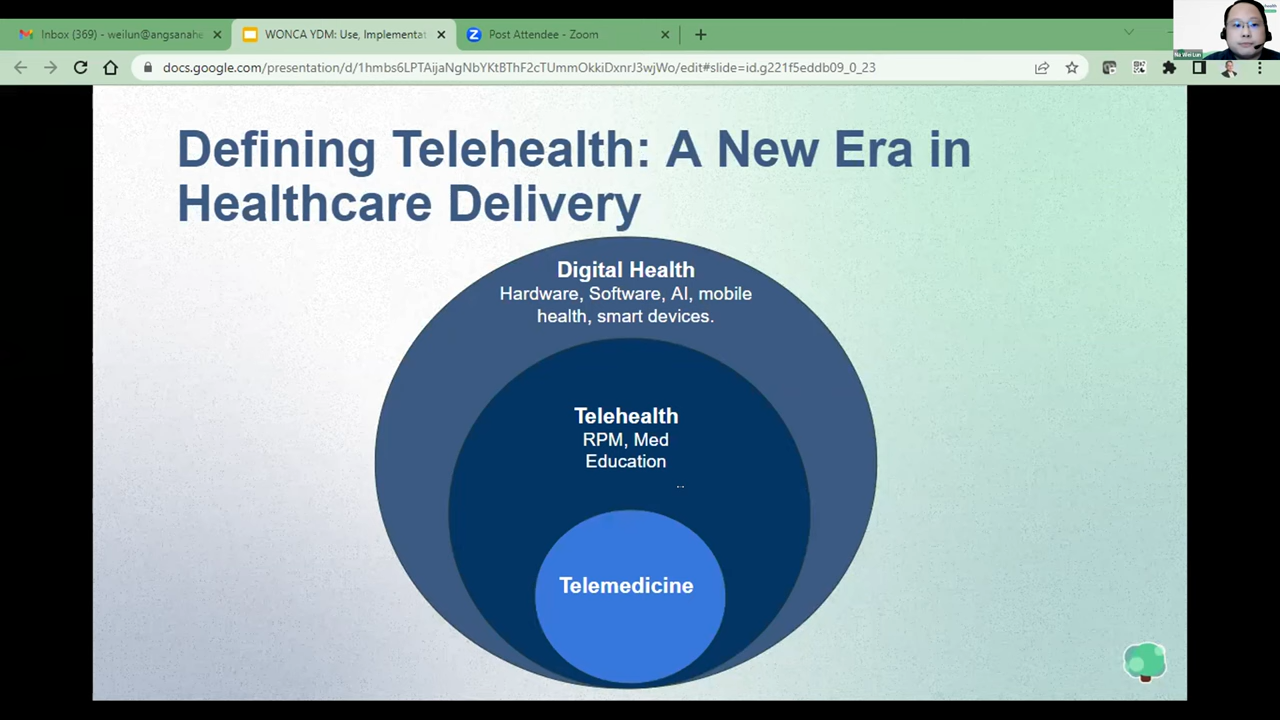 Inbox (369) - weilun@angsanahe
WONCA YDM: Use, Implementat
Post Attendee - Zoom
docs.google.com/presentation/d/1hmbs6LPTAijaNgNbYKtBThF2cYUrumOkkiDxnrJ3wjWo/edit#slide=id.g221f5eddb09_0_23
Defining Telehealth: A New Era in
Healthcare Delivery
Digital Health
Hardware, Software, AI, mobile
health, smart devices.
Telehealth
RPM, Med
Education
Telemedicine